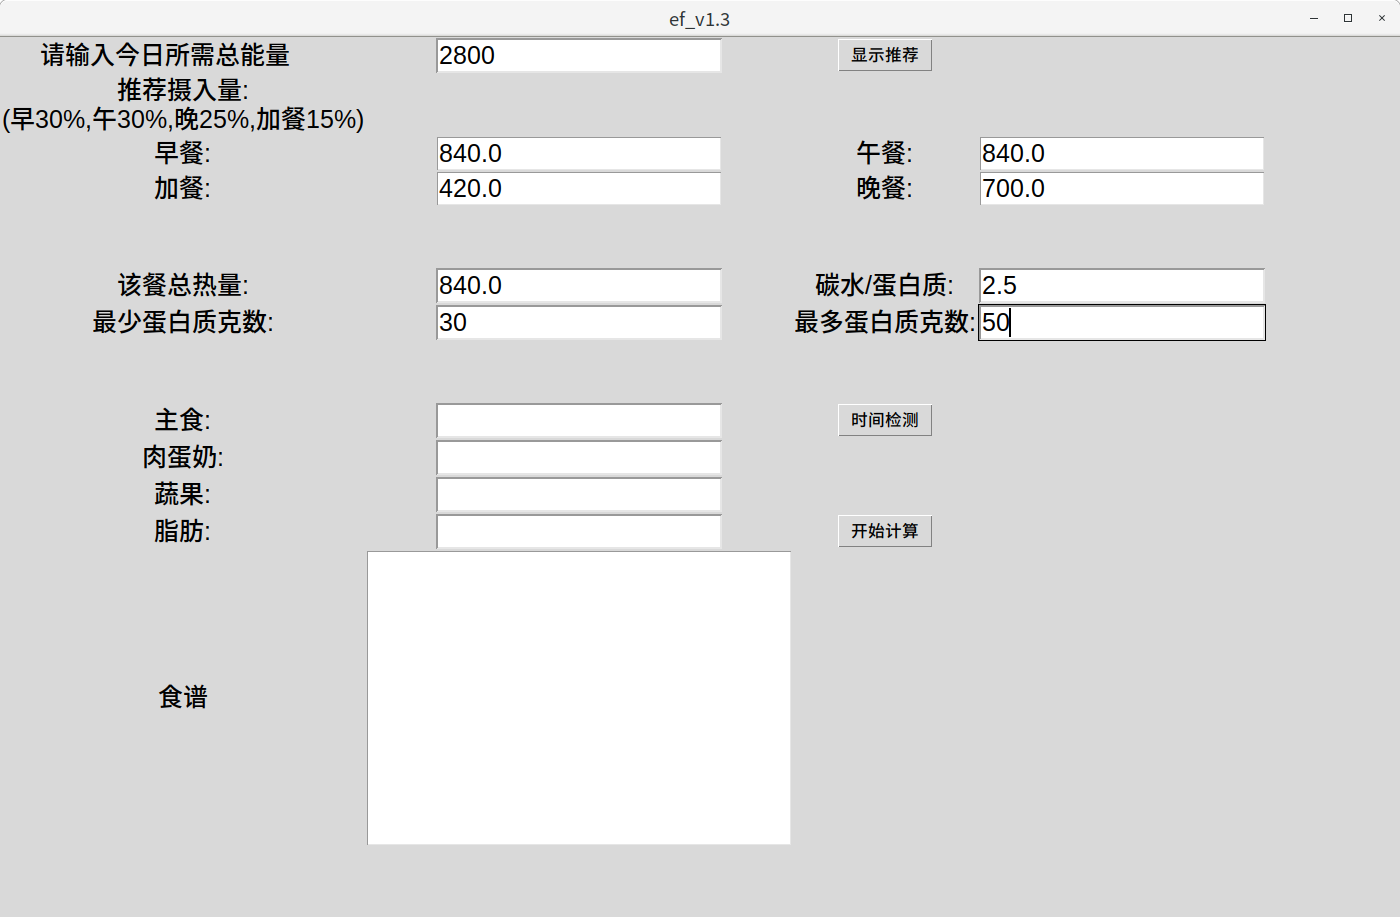 ef_v1.3
请输入今日所需总能量 2800 显示推荐
推荐摄入量:
(早30%,午30%,晚25%,加餐15%)
早餐: 840.0 午餐: 840.0
加餐: 420.0 晚餐: 700.0
该餐总热量: 840.0 碳水/蛋白质: 2.5
最少蛋白质克数: 30 最多蛋白质克数: 50
主食: 时间检测
肉蛋奶:
蔬果:
脂肪: 开始计算
食谱